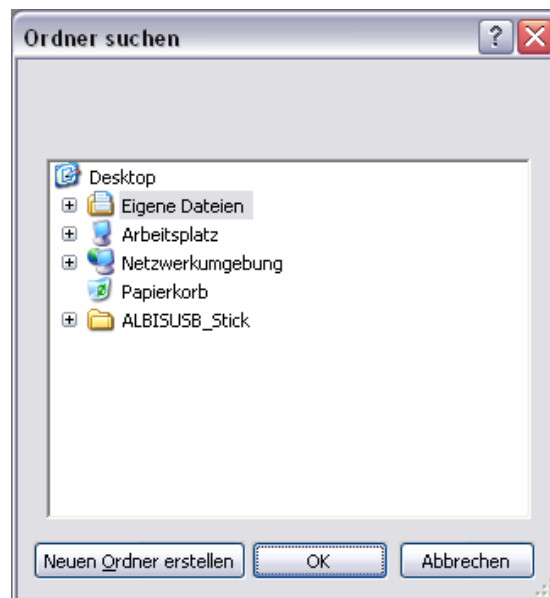 Ordner suchen
Desktop
Eigene Dateien
Arbeitsplatz
Netzwerkumgebung
Papierkorb
ALBISUSB_Stick
Neuen Ordner erstellen OK Abbrechen